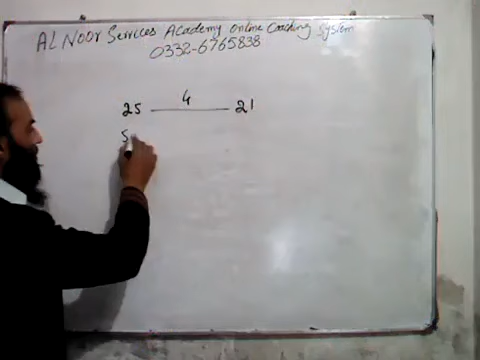 AL Noor Services Academy online Coaching system
0332-6765838
4
25 — 21
5